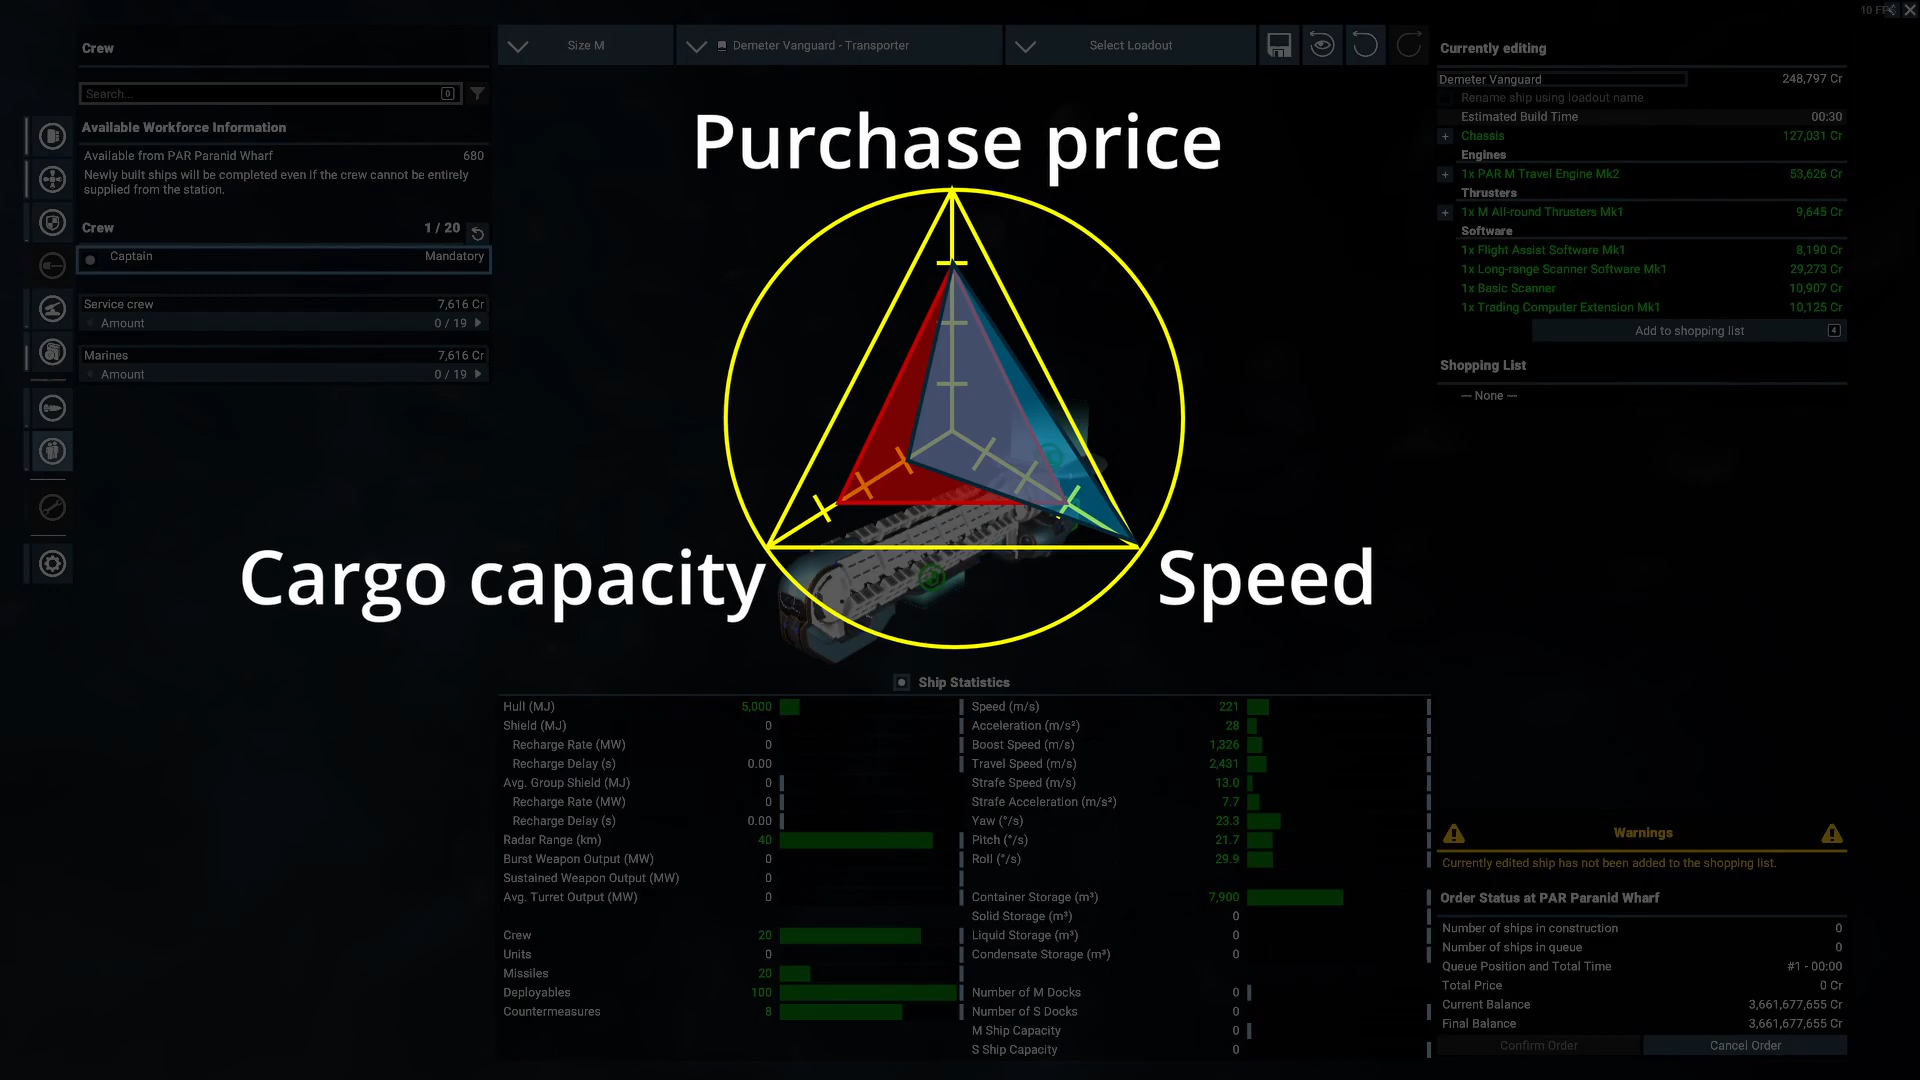 10 FPS
Crew
Search...
0
Available Workforce Information
Available from PAR Paranid Wharf 680
Newly built ships will be completed even if the crew cannot be entirely
supplied from the station.
Crew 1 / 20
Captain Mandatory
Service crew 7,616 Cr
Amount 0 / 19
Marines 7,616 Cr
Amount 0 / 19
Size M
Demeter Vanguard - Transporter
Select Loadout
Purchase price
Cargo capacity
Speed
Ship Statistics
Hull (MJ) 5,000
Shield (MJ) 0
Recharge Rate (MW) 0
Recharge Delay (s) 0.00
Avg. Group Shield (MJ) 0
Recharge Rate (MW) 0
Recharge Delay (s) 0.00
Radar Range (km) 40
Burst Weapon Output (MW) 0
Sustained Weapon Output (MW) 0
Avg. Turret Output (MW) 0
Crew 20
Units 0
Missiles 20
Deployables 100
Countermeasures 8
Speed (m/s) 221
Acceleration (m/s²) 28
Boost Speed (m/s) 1,326
Travel Speed (m/s) 2,431
Strafe Speed (m/s) 13.0
Strafe Acceleration (m/s²) 7.7
Yaw (°/s) 23.3
Pitch (°/s) 21.7
Roll (°/s) 29.9
Container Storage (m³) 7,900
Solid Storage (m³) 0
Liquid Storage (m³) 0
Condensate Storage (m³) 0
Number of M Docks 0
Number of S Docks 0
M Ship Capacity 0
S Ship Capacity 0
Currently editing
Demeter Vanguard 248,797 Cr
Rename ship using loadout name
Estimated Build Time 00:30
Chassis 127,031 Cr
Engines
1x PAR M Travel Engine Mk2 53,626 Cr
Thrusters
1x M All-round Thrusters Mk1 9,645 Cr
Software
1x Flight Assist Software Mk1 8,190 Cr
1x Long-range Scanner Software Mk1 29,273 Cr
1x Basic Scanner 10,907 Cr
1x Trading Computer Extension Mk1 10,125 Cr
Add to shopping list 4
Shopping List
— None —
Warnings
Currently edited ship has not been added to the shopping list.
Order Status at PAR Paranid Wharf
Number of ships in construction 0
Number of ships in queue 0
Queue Position and Total Time #1 - 00:00
Total Price 0 Cr
Current Balance 3,661,677,655 Cr
Final Balance 3,661,677,655 Cr
Confirm Order
Cancel Order